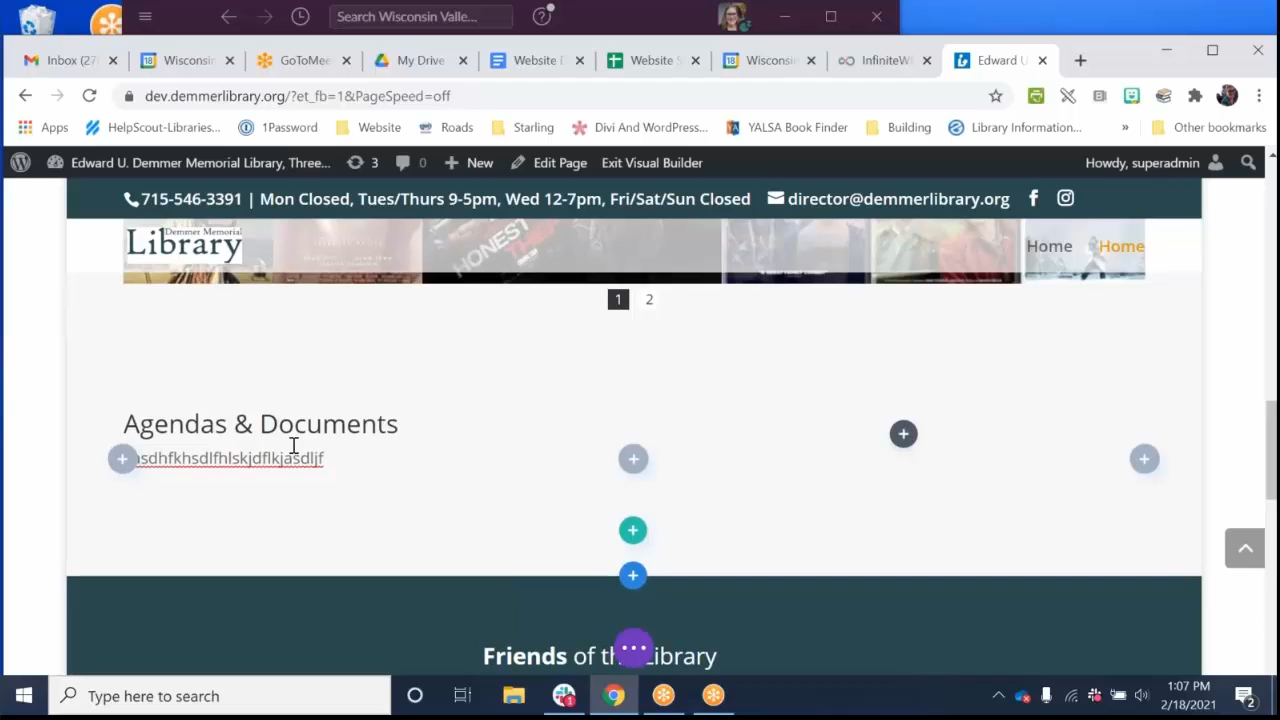 Search Wisconsin Valle...
Inbox (27
Wisconsin
GoToMee
My Drive
Website
Website
Wisconsin
InfiniteW
Edward U
dev.demmerlibrary.org/?et_fb=1&PageSpeed=off
Apps HelpScout-Libraries... 1Password Website Roads Starling Divi And WordPress... YALSA Book Finder Building Library Information... » Other bookmarks
Edward U. Demmer Memorial Library, Three... 3 0 New Edit Page Exit Visual Builder Howdy, superadmin
715-546-3391 | Mon Closed, Tues/Thurs 9-5pm, Wed 12-7pm, Fri/Sat/Sun Closed director@demmerlibrary.org
Demmer Memorial
Library
HONEST
Home Home
1 2
Agendas & Documents
sdhfkhsdlfhlskjdflkjasdljf
Friends of the Library
Type here to search
1:07 PM
2/18/2021
2